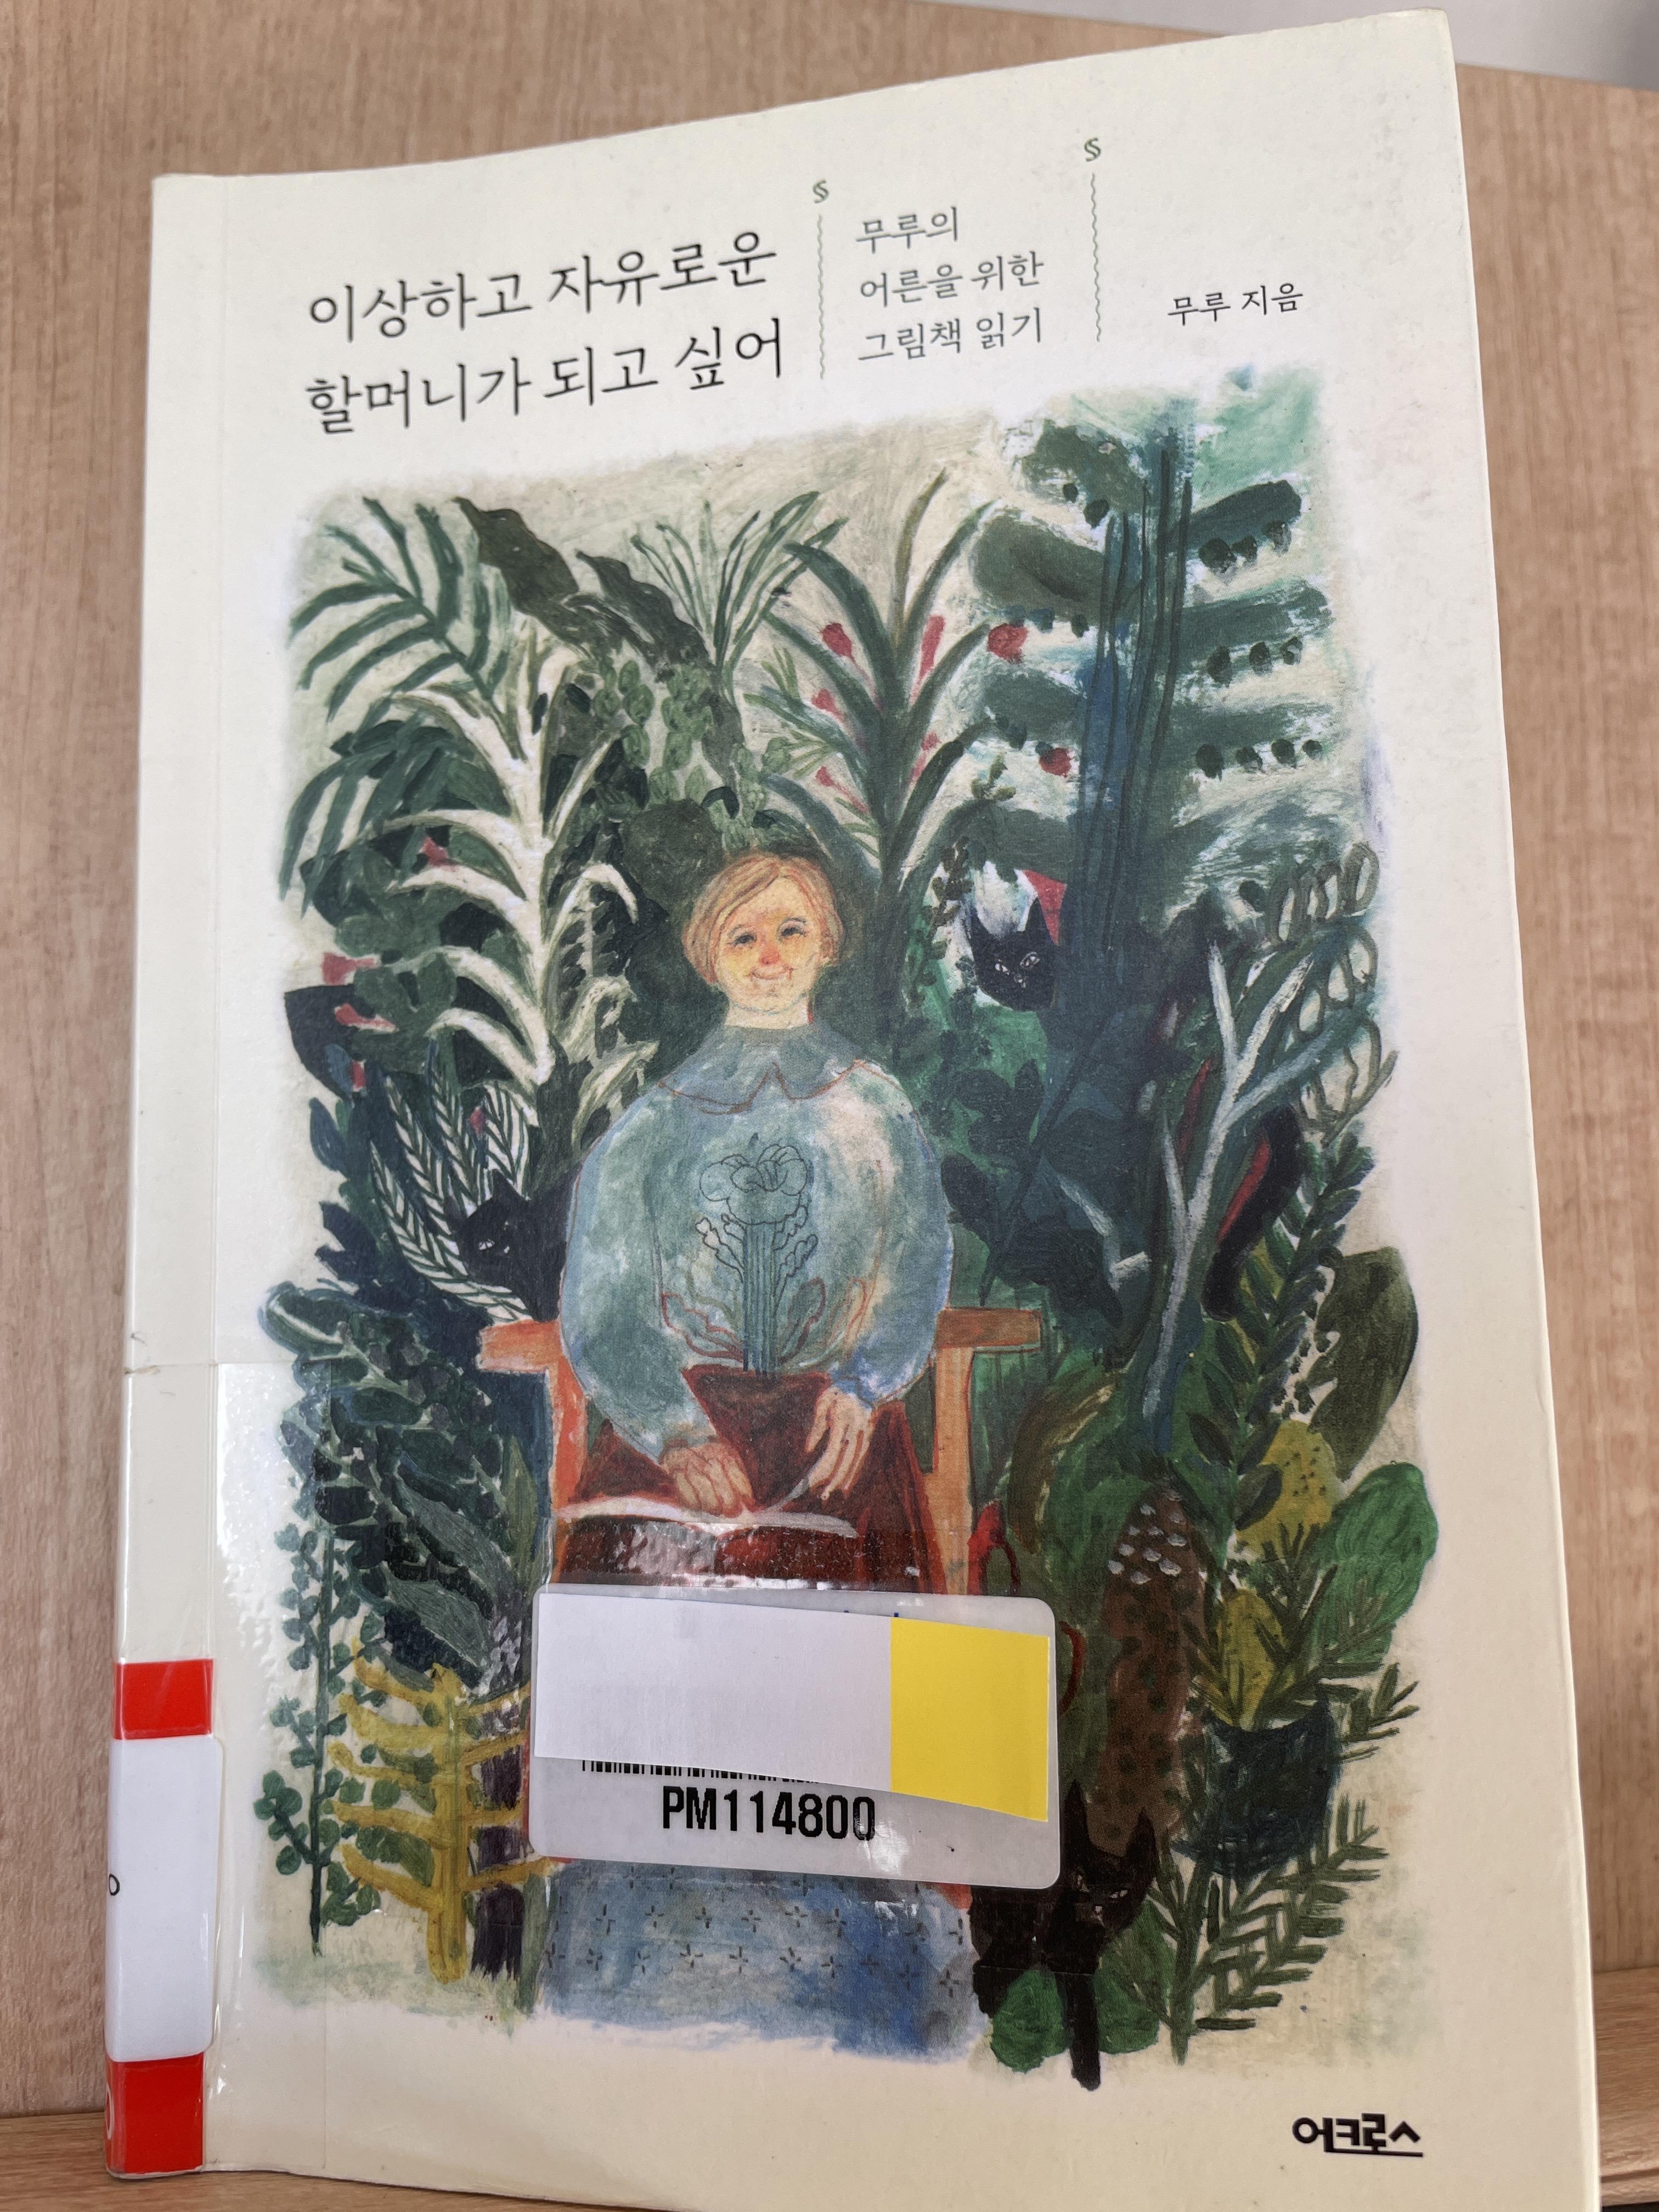 이상하고 자유로운
할머니가 되고 싶어
무루의
어른을 위한
그림책 읽기
무루 지음
PM114800
어크로스